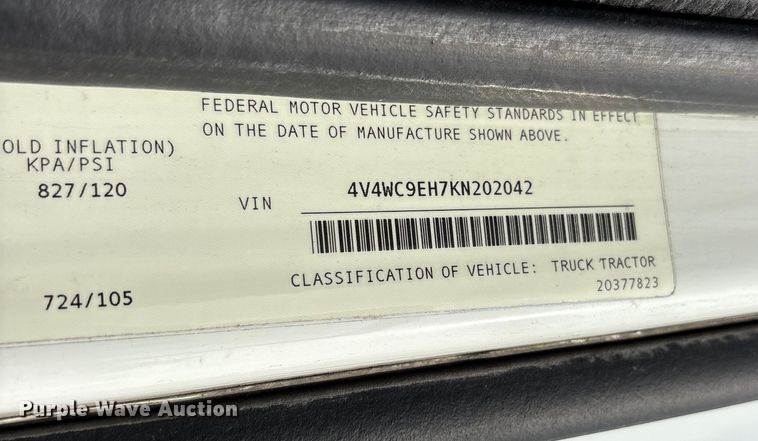 FEDERAL MOTOR VEHICLE SAFETY STANDARDS IN EFFECT
ON THE DATE OF MANUFACTURE SHOWN ABOVE.
OLD INFLATION)
KPA/PSI
827/120
VIN 4V4WC9EH7KN202042
CLASSIFICATION OF VEHICLE: TRUCK TRACTOR
724/105
20377823
Purple Wave Auction